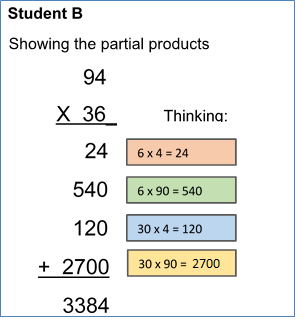 Student B
Showing the partial products
94
X 36_ Thinking:
24 6 x 4 = 24
540 6 x 90 = 540
120 30 x 4 = 120
+ 2700 30 x 90 = 2700
3384